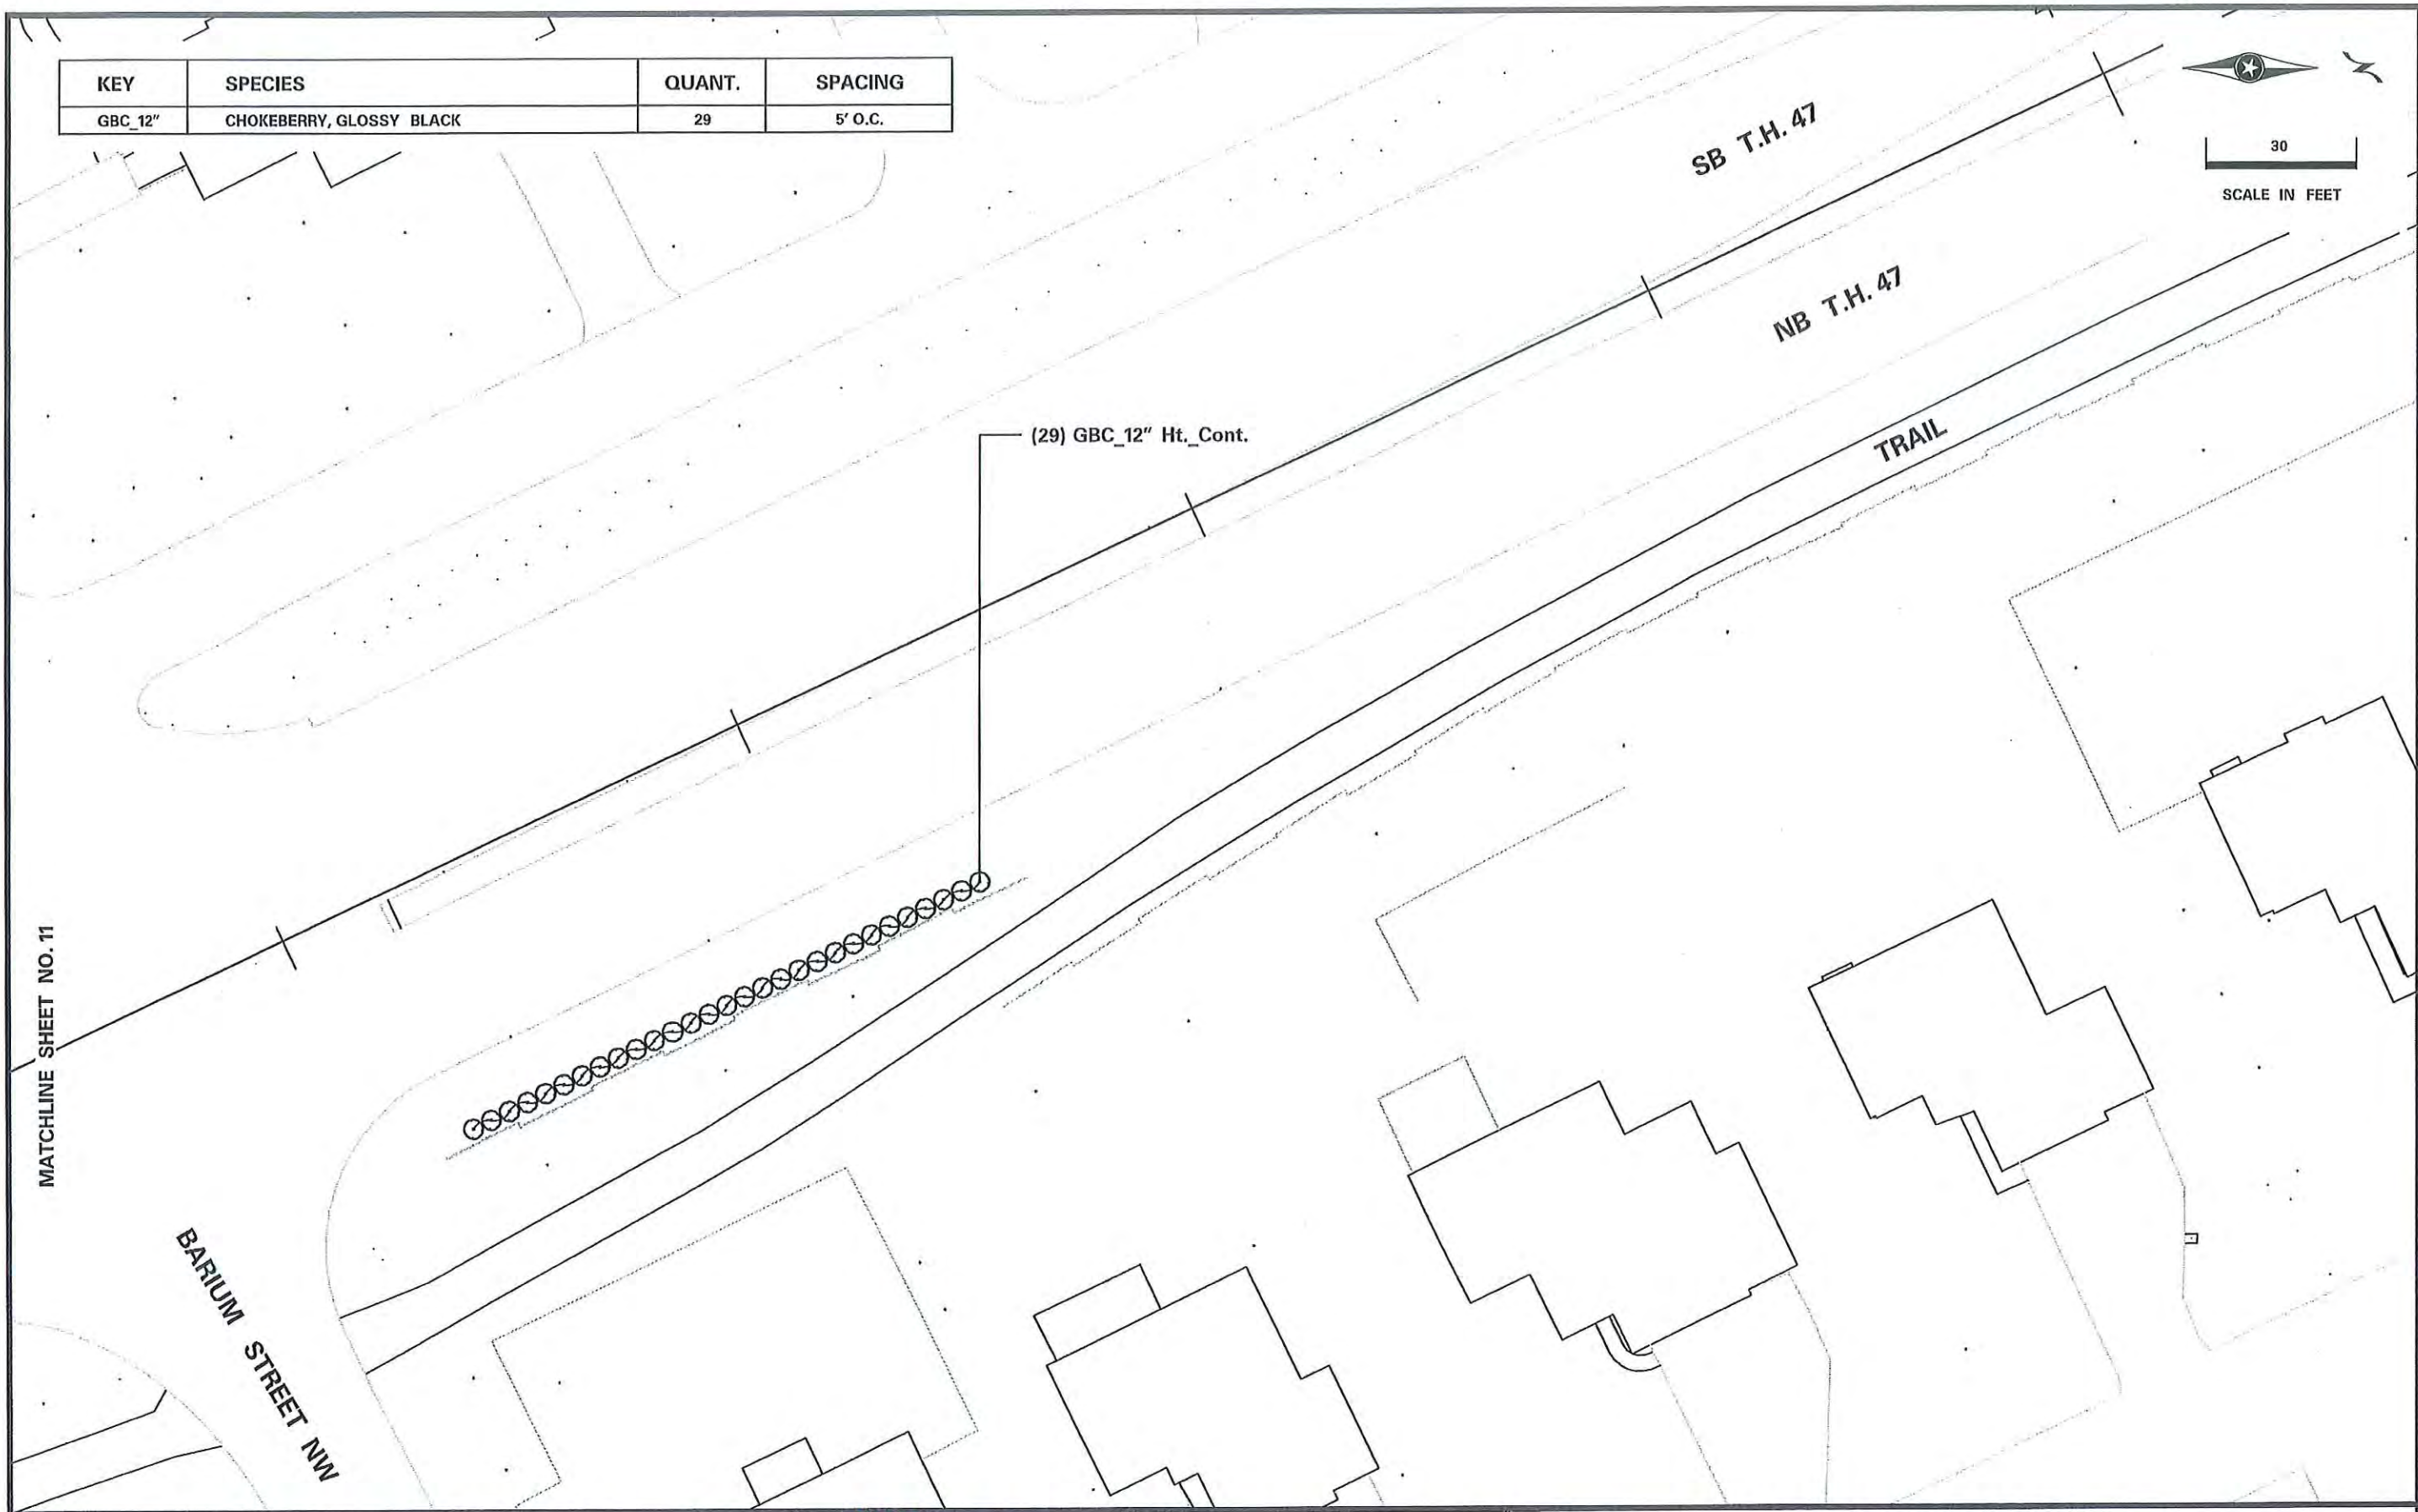 KEY SPECIES QUANT. SPACING
GBC_12" CHOKEBERRY, GLOSSY BLACK 29 5' O.C.
30
SCALE IN FEET
SB T.H. 47
NB T.H. 47
TRAIL
(29) GBC_12" Ht._Cont.
MATCHLINE SHEET NO. 11
BARIUM STREET NW